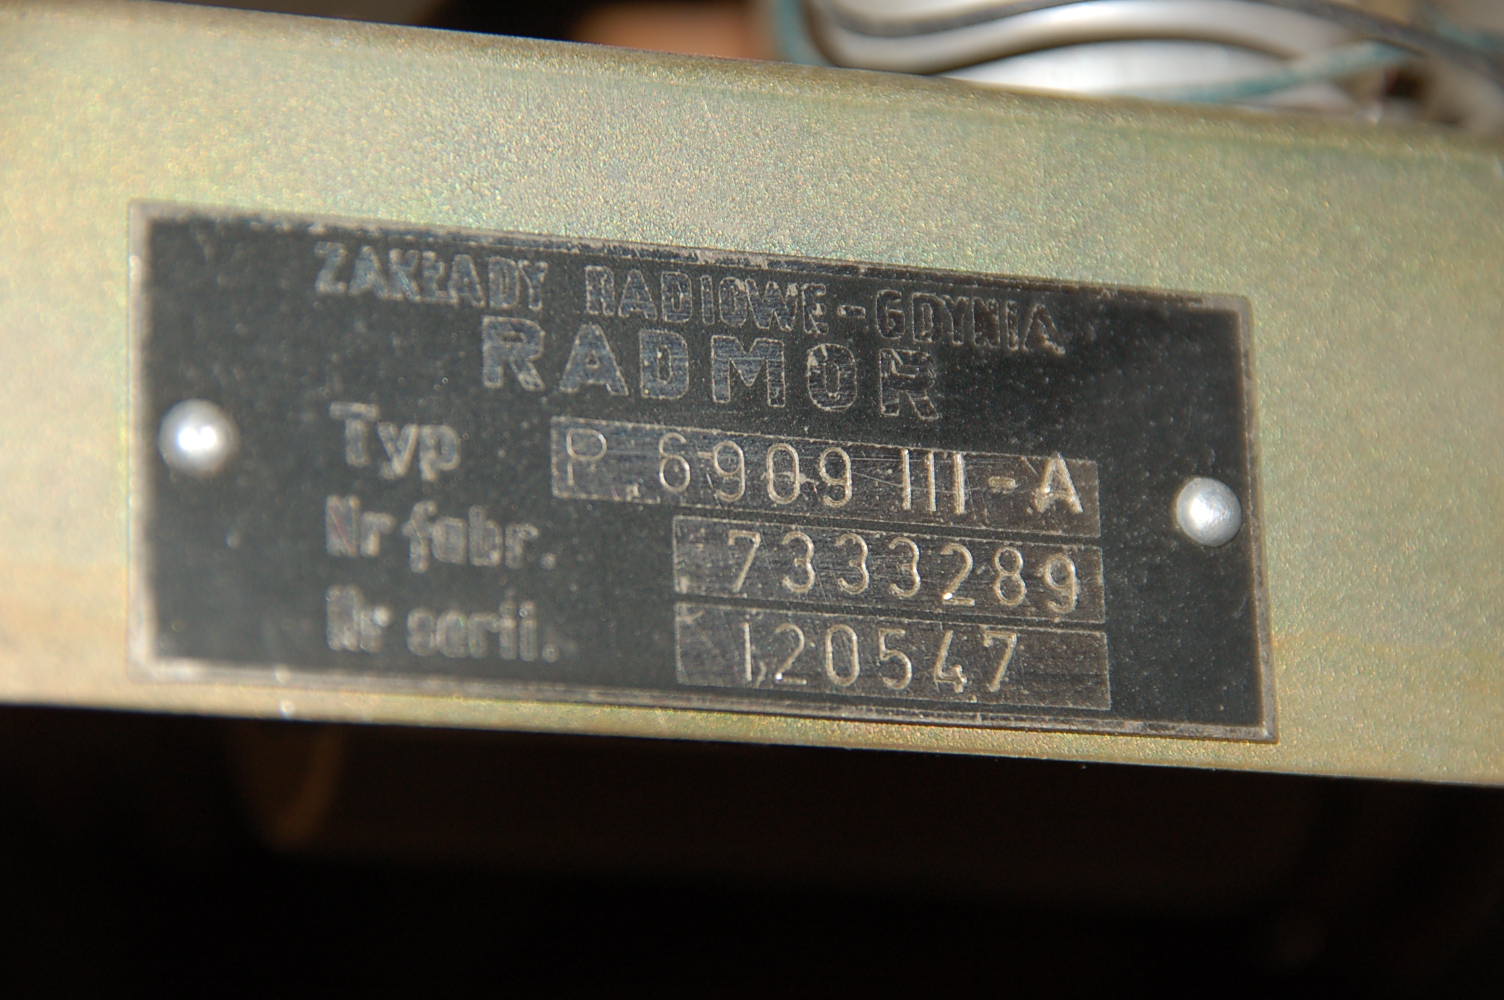 ZAKŁADY RADIOWE-GDYNIA
RADMOR
Typ P. 6909 III-A
Nr fabr. 7333289
Nr serii. 120547